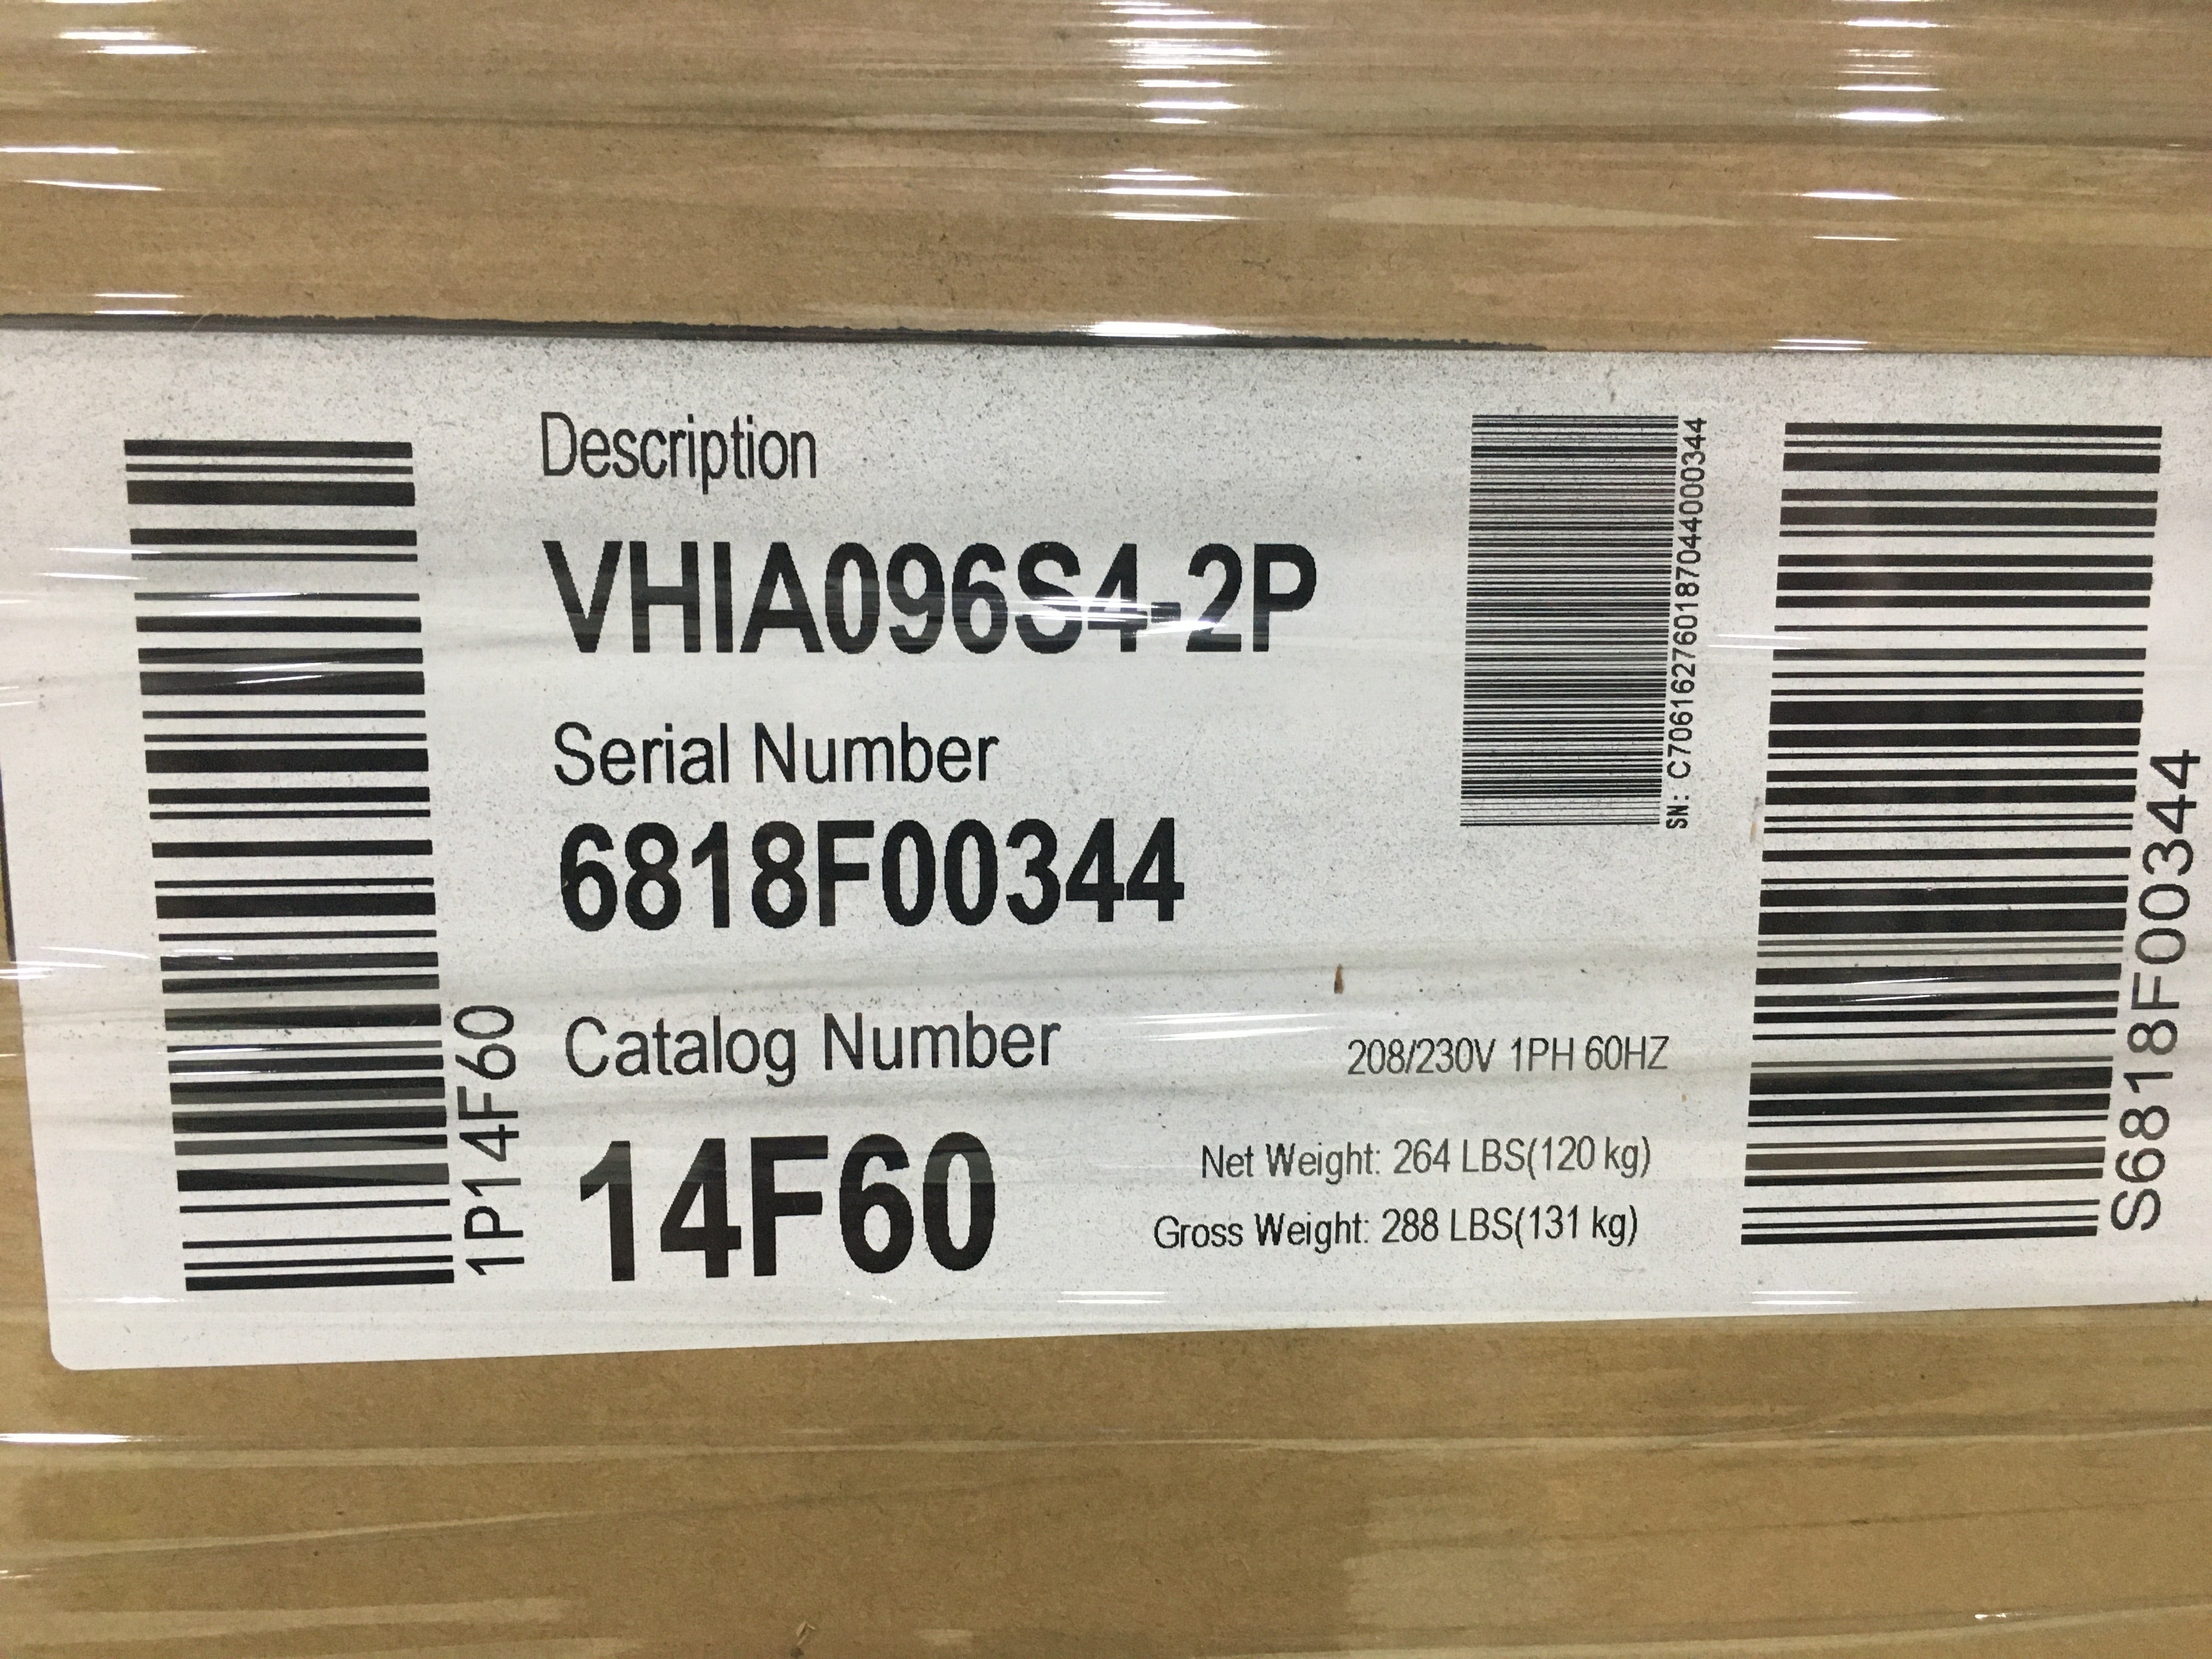 Description
VHIA096S4-2P
Serial Number
6818F00344
Catalog Number
14F60
1P14F60
208/230V 1PH 60HZ
Net Weight: 264 LBS(120 kg)
Gross Weight: 288 LBS(131 kg)
SN: C706162760187044000344
S6818F00344